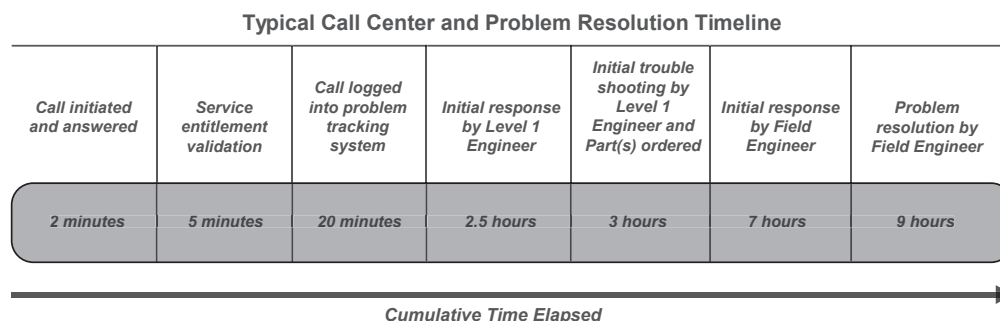 Typical Call Center and Problem Resolution Timeline
Call initiated
and answered
Service
entitlement
validation
Call logged
into problem
tracking
system
Initial response
by Level 1
Engineer
Initial trouble
shooting by
Level 1
Engineer and
Part(s) ordered
Initial response
by Field
Engineer
Problem
resolution by
Field Engineer
2 minutes
5 minutes
20 minutes
2.5 hours
3 hours
7 hours
9 hours
Cumulative Time Elapsed